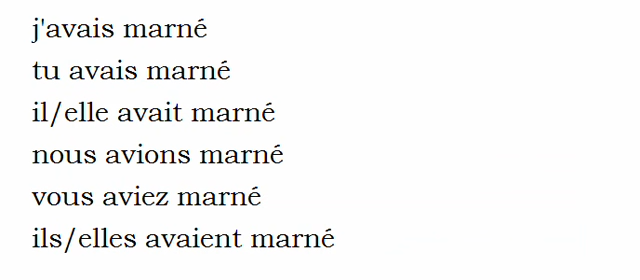 j'avais marné
tu avais marné
il/elle avait marné
nous avions marné
vous aviez marné
ils/elles avaient marné